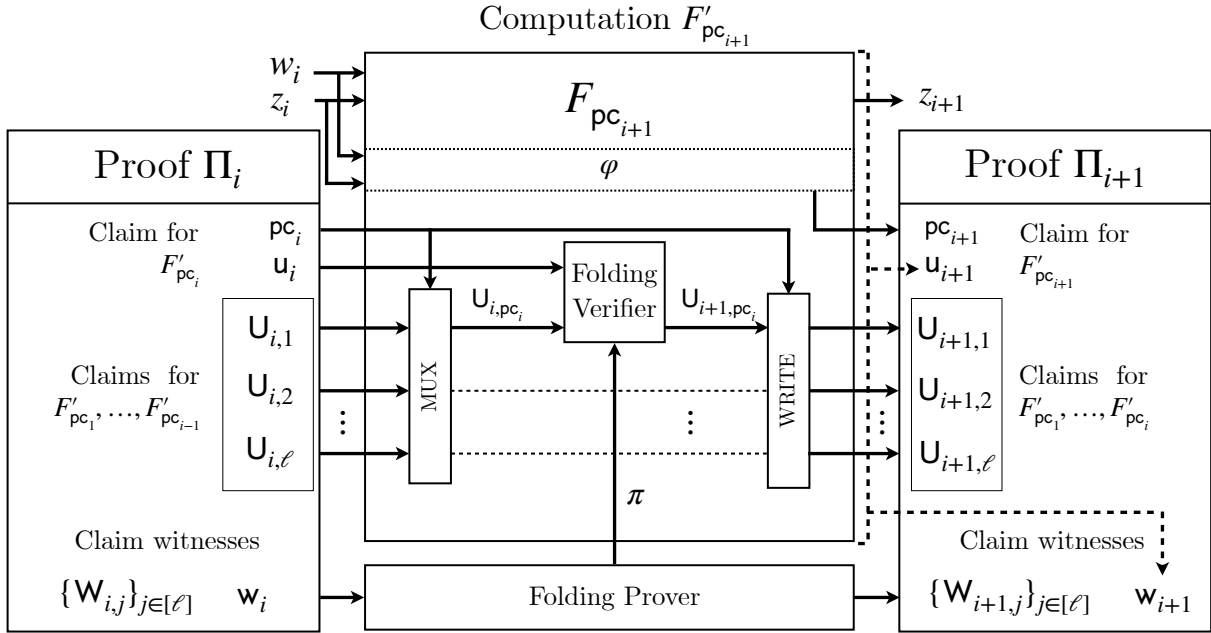 Computation F′_{pc_{i+1}}
w_i
z_i
F_{pc_{i+1}}
z_{i+1}
φ
Proof Π_i
Claim for
F′_{pc_i}
pc_i
u_i
U_{i,1}
Claims for
F′_{pc_1}, …, F′_{pc_{i−1}}
U_{i,2}
⋮
U_{i,ℓ}
Claim witnesses
{W_{i,j}}_{j∈[ℓ]} w_i
MUX
U_{i,pc_i}
Folding
Verifier
U_{i+1,pc_i}
WRITE
⋮
⋮
π
Folding Prover
Proof Π_{i+1}
pc_{i+1}
Claim for
u_{i+1}
F′_{pc_{i+1}}
U_{i+1,1}
U_{i+1,2}
Claims for
F′_{pc_1}, …, F′_{pc_i}
U_{i+1,ℓ}
Claim witnesses
{W_{i+1,j}}_{j∈[ℓ]} w_{i+1}